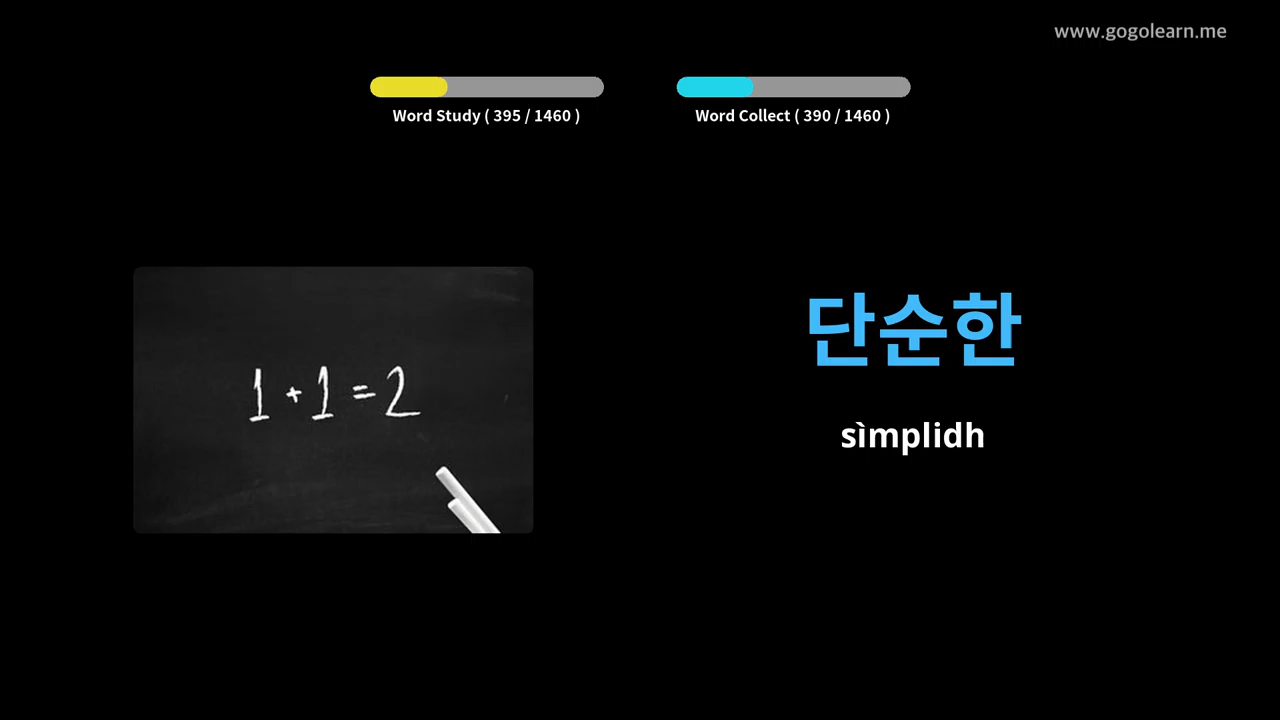 www.gogolearn.me
Word Study ( 395 / 1460 )
Word Collect ( 390 / 1460 )
1 + 1 = 2
단순한
sìmplidh